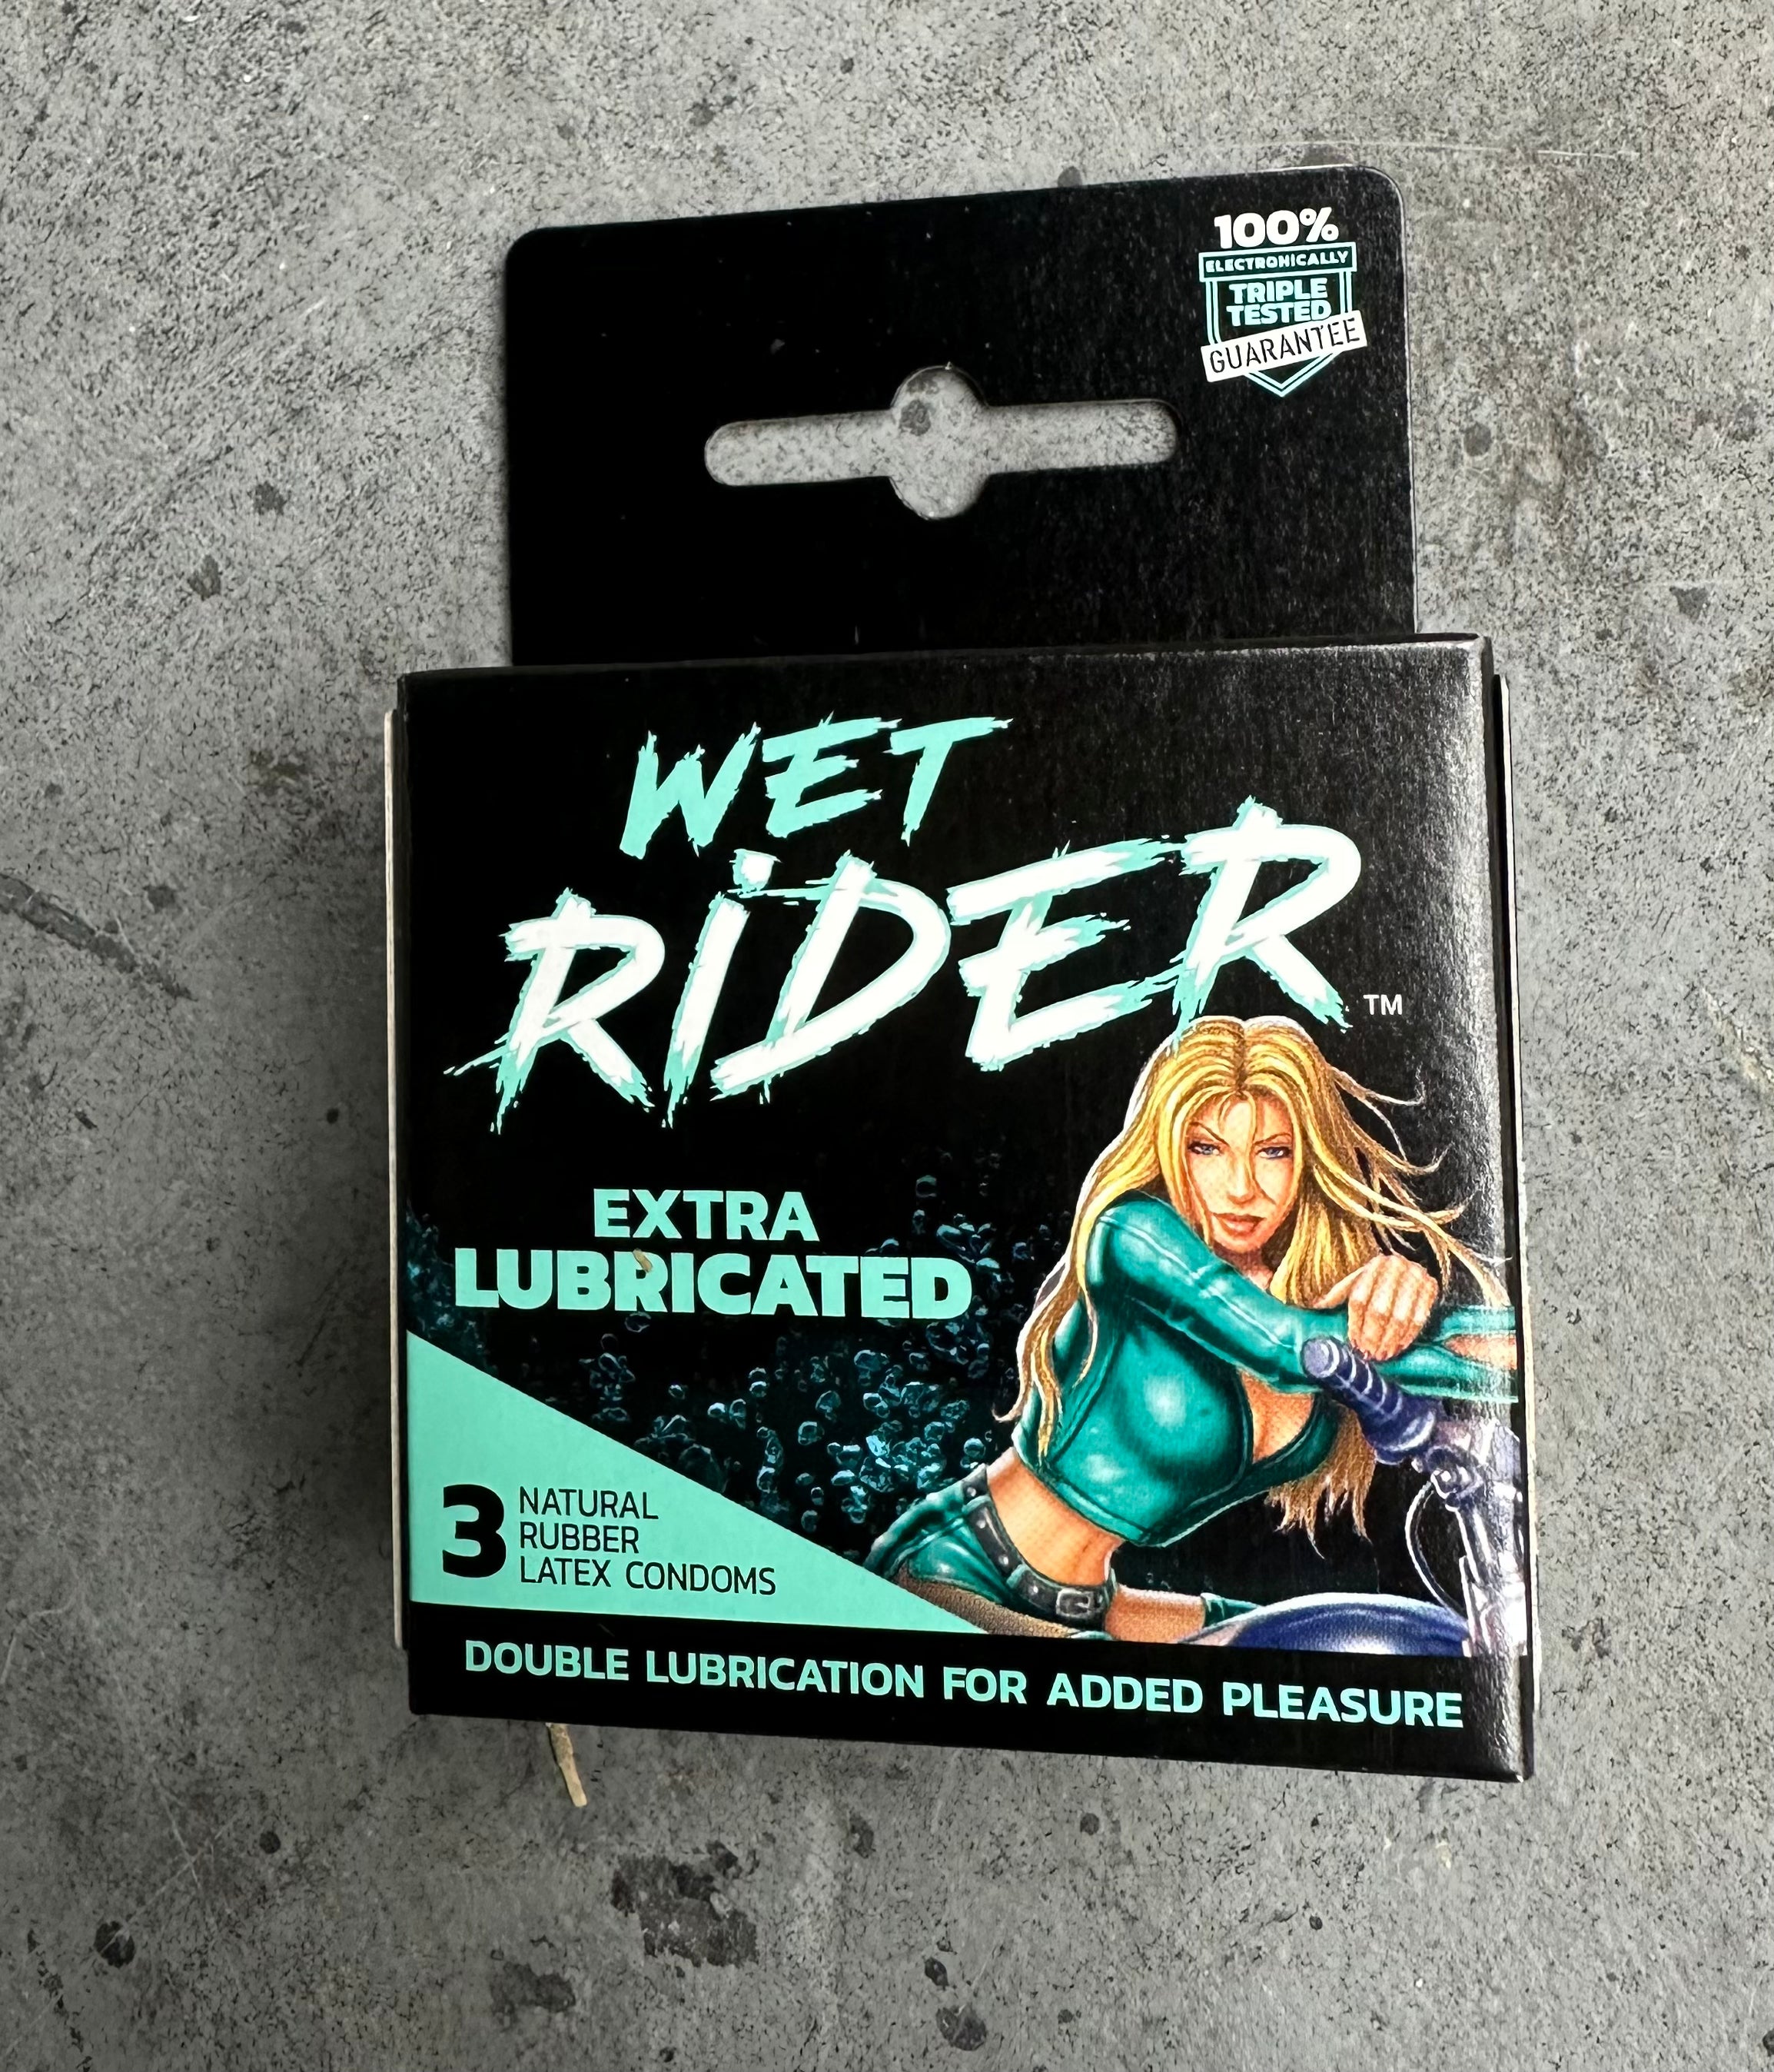 100%
ELECTRONICALLY
TRIPLE
TESTED
GUARANTEE
WET
RIDER™
EXTRA
LUBRICATED
3 NATURAL
RUBBER
LATEX CONDOMS
DOUBLE LUBRICATION FOR ADDED PLEASURE